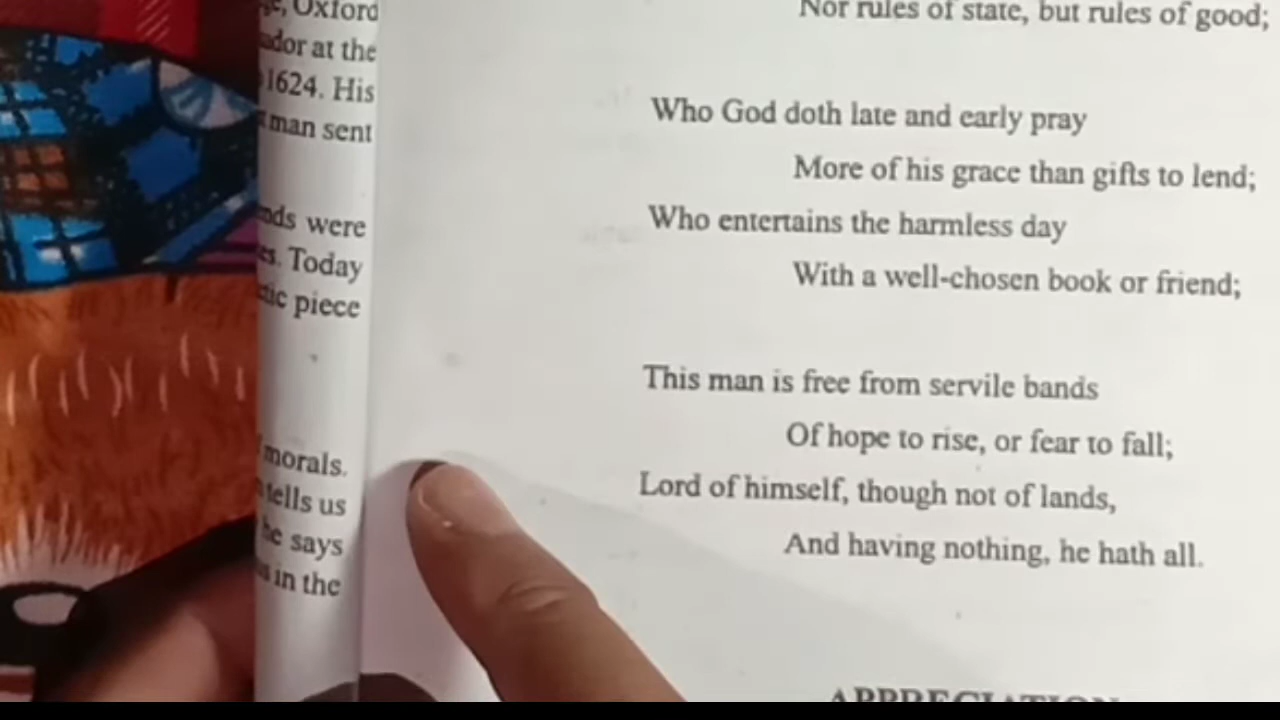 Oxford
at the
1624. His
man sent
were
Today
piece
morals.
tells us
he says
in the
Nor rules of state, but rules of good;
Who God doth late and early pray
More of his grace than gifts to lend;
Who entertains the harmless day
With a well-chosen book or friend;
This man is free from servile bands
Of hope to rise, or fear to fall;
Lord of himself, though not of lands,
And having nothing, he hath all.
APPRECIATION